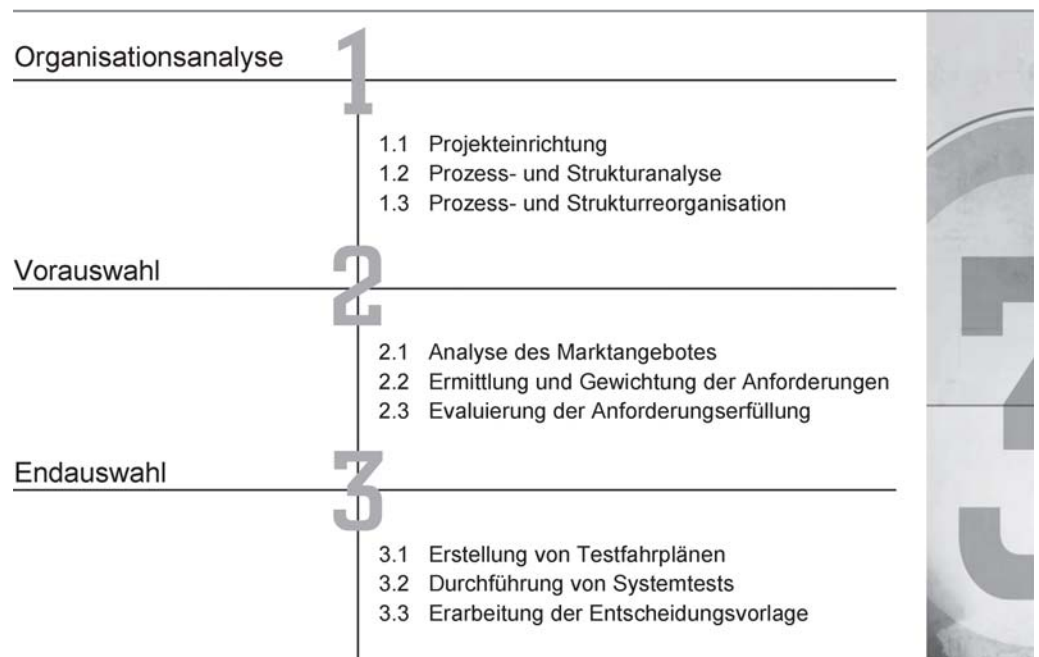 Organisationsanalyse 1
1.1 Projekteinrichtung
1.2 Prozess- und Strukturanalyse
1.3 Prozess- und Strukturreorganisation
Vorauswahl 2
2.1 Analyse des Marktangebotes
2.2 Ermittlung und Gewichtung der Anforderungen
2.3 Evaluierung der Anforderungserfüllung
Endauswahl 3
3.1 Erstellung von Testfahrplänen
3.2 Durchführung von Systemtests
3.3 Erarbeitung der Entscheidungsvorlage
3